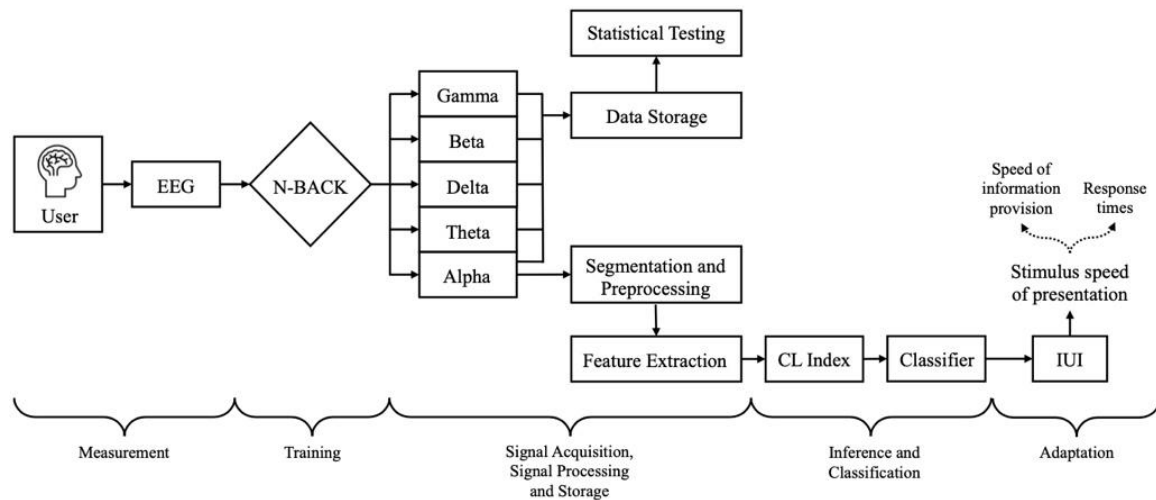 User
EEG
N-BACK
Gamma
Beta
Delta
Theta
Alpha
Statistical Testing
Data Storage
Segmentation and
Preprocessing
Feature Extraction
CL Index
Classifier
IUI
Stimulus speed
of presentation
Speed of
information
provision
Response
times
Measurement
Training
Signal Acquisition,
Signal Processing
and Storage
Inference and
Classification
Adaptation